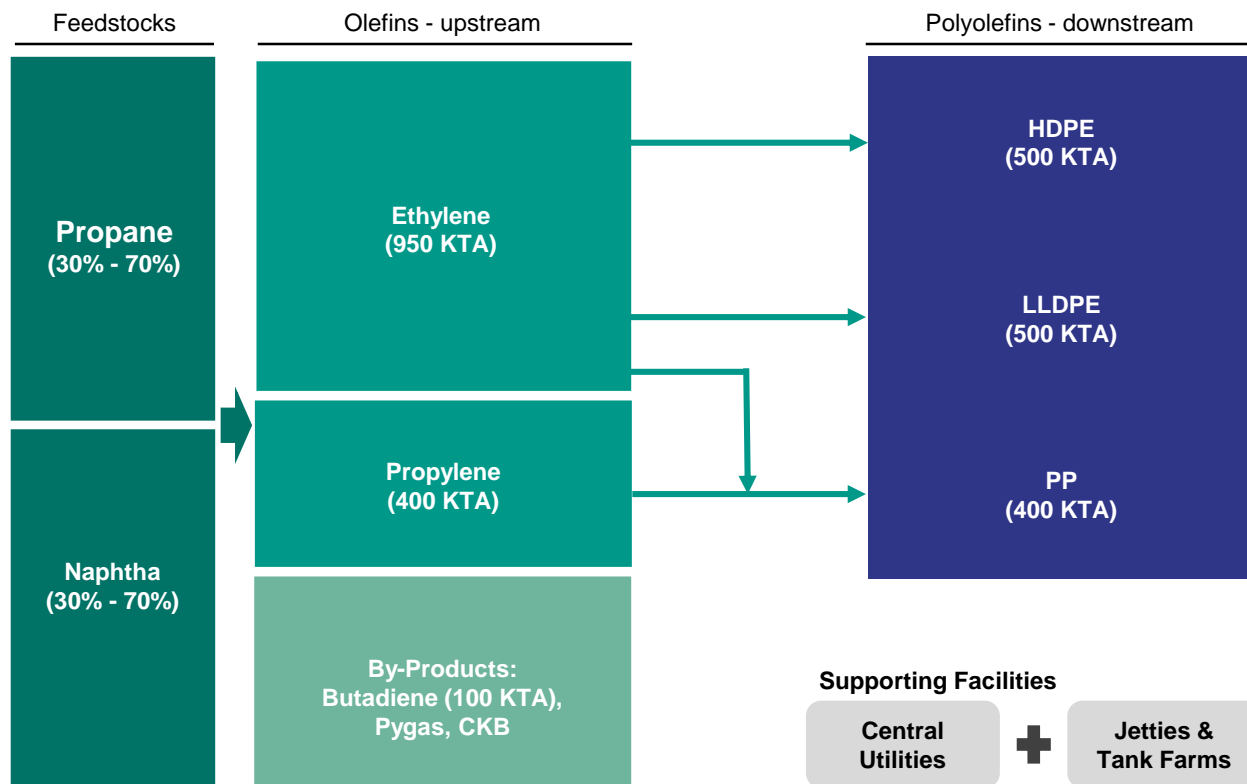 Feedstocks
Olefins - upstream
Polyolefins - downstream
Propane
(30% - 70%)
Naphtha
(30% - 70%)
Ethylene
(950 KTA)
Propylene
(400 KTA)
By-Products:
Butadiene (100 KTA),
Pygas, CKB
HDPE
(500 KTA)
LLDPE
(500 KTA)
PP
(400 KTA)
Supporting Facilities
Central
Utilities
Jetties &
Tank Farms